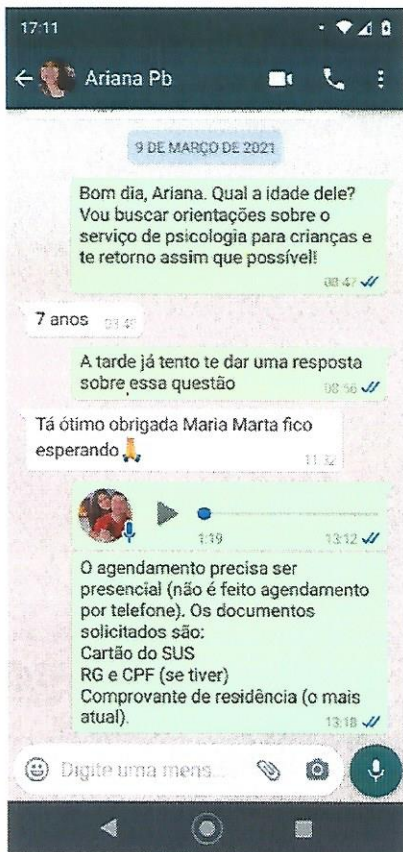 17:11
Ariana Pb
9 DE MARÇO DE 2021
Bom dia, Ariana. Qual a idade dele?
Vou buscar orientações sobre o
serviço de psicologia para crianças e
te retorno assim que possível!
08:47
7 anos
A tarde já tento te dar uma resposta
sobre essa questão
08:56
Tá ótimo obrigada Maria Marta fico
esperando🙏
11:32
1:19
13:12
O agendamento precisa ser
presencial (não é feito agendamento
por telefone). Os documentos
solicitados são:
Cartão do SUS
RG e CPF (se tiver)
Comprovante de residência (o mais
atual).
13:18
Digite uma mens...